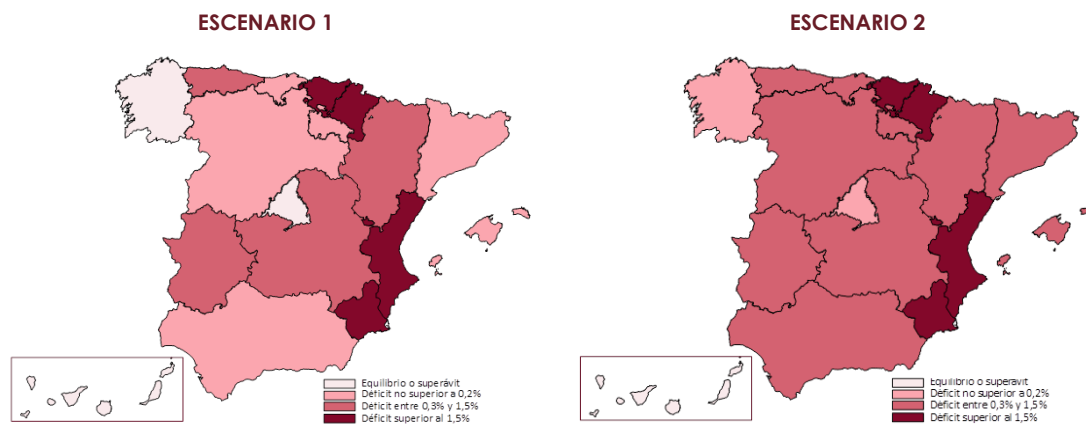 ESCENARIO 1
ESCENARIO 2
Equilibrio o superávit
Déficit no superior a 0,2%
Déficit entre 0,3% y 1,5%
Déficit superior al 1,5%
Equilibrio o superávit
Déficit no superior a 0,2%
Déficit entre 0,3% y 1,5%
Déficit superior al 1,5%